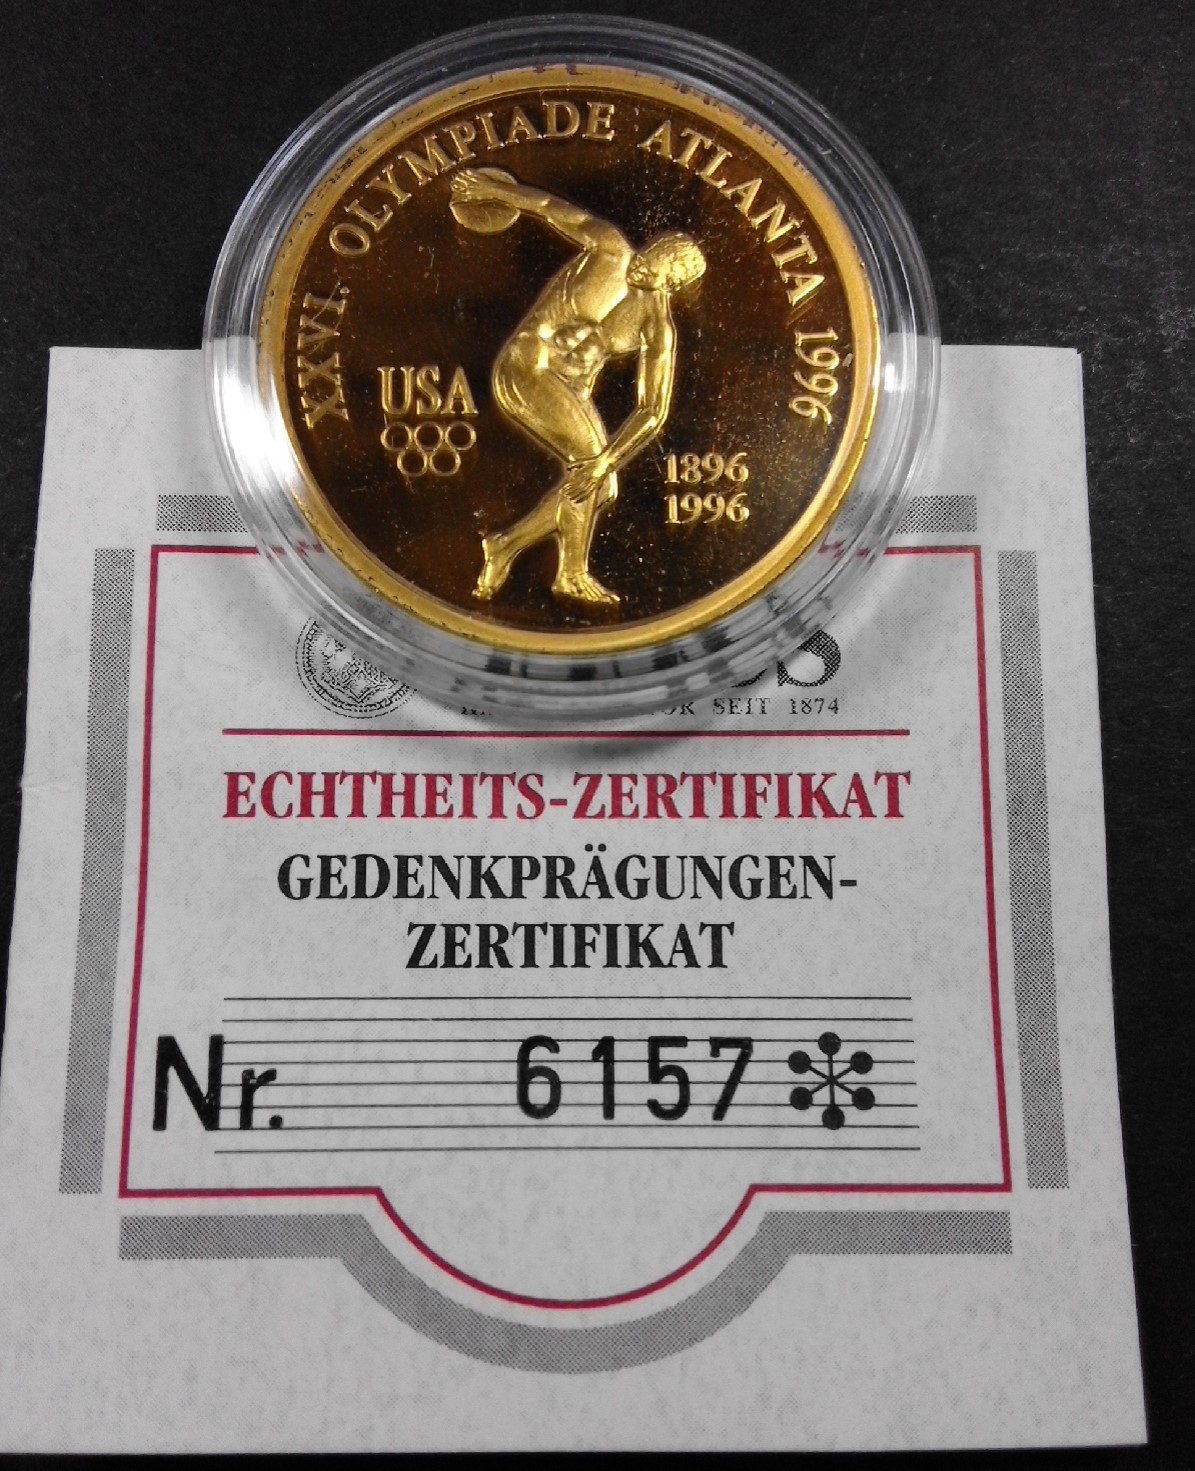 XXVI. OLYMPIADE ATLANTA 1996
USA
1896
1996
SEIT 1874
ECHTHEITS-ZERTIFIKAT
GEDENKPRÄGUNGEN-
ZERTIFIKAT
Nr. 6157